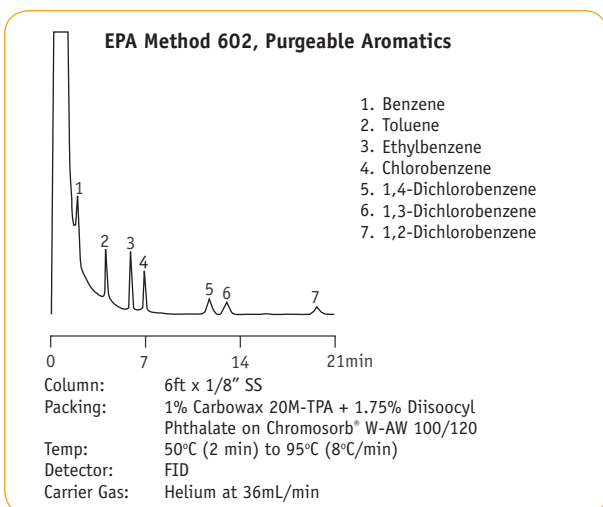 EPA Method 602, Purgeable Aromatics
1. Benzene
2. Toluene
3. Ethylbenzene
4. Chlorobenzene
5. 1,4-Dichlorobenzene
6. 1,3-Dichlorobenzene
7. 1,2-Dichlorobenzene
1
2
3
4
5
6
7
0 7 14 21min
Column: 6ft x 1/8″ SS
Packing: 1% Carbowax 20M-TPA + 1.75% Diisoocyl
Phthalate on Chromosorb® W-AW 100/120
Temp: 50°C (2 min) to 95°C (8°C/min)
Detector: FID
Carrier Gas: Helium at 36mL/min